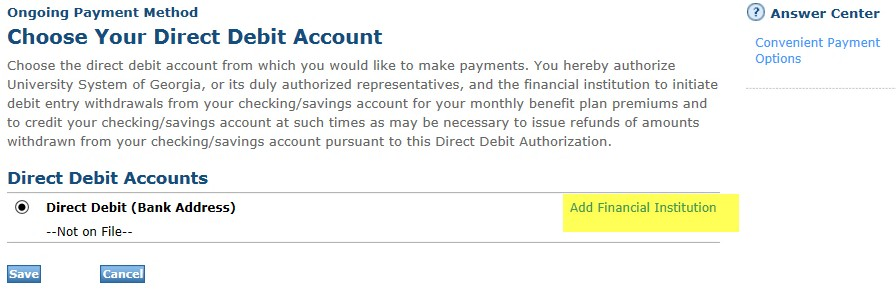 Ongoing Payment Method
Choose Your Direct Debit Account
Choose the direct debit account from which you would like to make payments. You hereby authorize
University System of Georgia, or its duly authorized representatives, and the financial institution to initiate
debit entry withdrawals from your checking/savings account for your monthly benefit plan premiums and
to credit your checking/savings account at such times as may be necessary to issue refunds of amounts
withdrawn from your checking/savings account pursuant to this Direct Debit Authorization.
Direct Debit Accounts
Direct Debit (Bank Address)
Add Financial Institution
--Not on File--
Save
Cancel
? Answer Center
Convenient Payment
Options